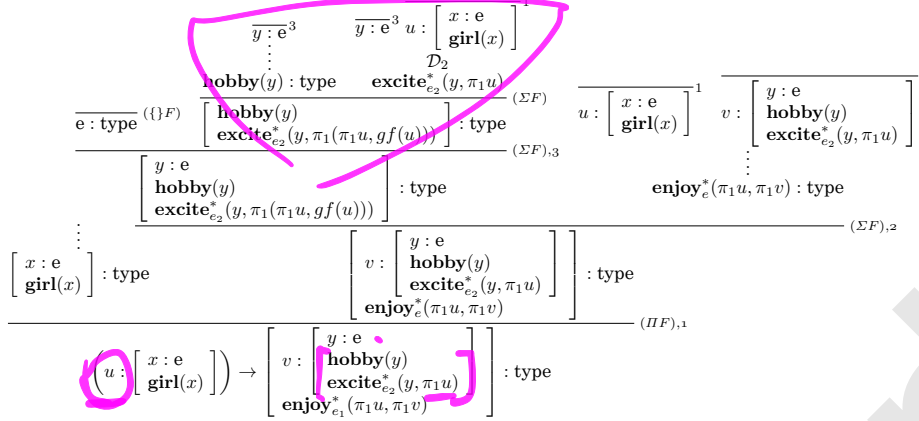 y : e 3 y : e 3 u : [ x : e girl(x) ] 1
⋮ 𝒟2
hobby(y) : type excite*e2(y, π1u)
(ΣF)
e : type ({}F) [ hobby(y) excite*e2(y, π1(π1u, gf(u))) ] : type u : [ x : e girl(x) ] 1 v : [ y : e hobby(y) excite*e2(y, π1u) ]
(ΣF),3
[ y : e hobby(y) excite*e2(y, π1(π1u, gf(u))) ] : type ⋮ enjoy*e(π1u, π1v) : type
(ΣF),2
⋮
[ x : e girl(x) ] : type [ v : [ y : e hobby(y) excite*e2(y, π1u) ] enjoy*e(π1u, π1v) ] : type
(ΠF),1
( u : [ x : e girl(x) ] ) → [ v : [ y : e hobby(y) excite*e2(y, π1u) ] enjoy*e1(π1u, π1v) ] : type